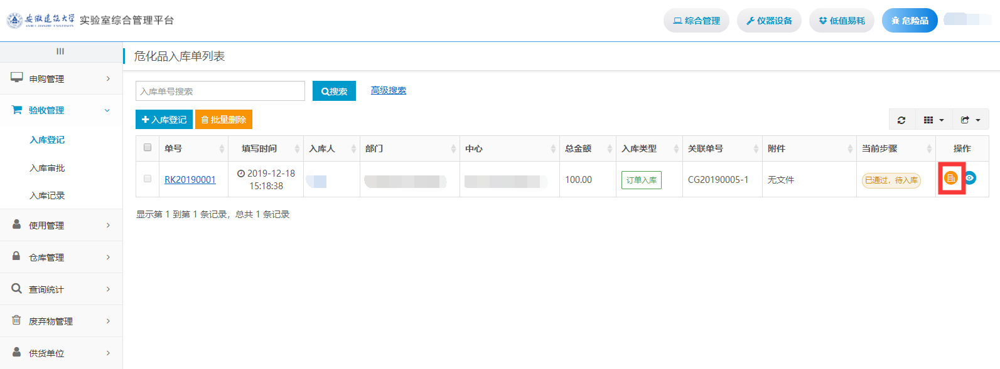 安徽建筑大学 实验室综合管理平台
ANHUI JIANZHU UNIVERSITY
综合管理 仪器设备 低值易耗 危险品
危化品入库单列表
申购管理
验收管理
入库登记
入库审批
入库记录
使用管理
仓库管理
查询统计
废弃物管理
供货单位
入库单号搜索 搜索 高级搜索
入库登记 批量删除
单号 填写时间 入库人 部门 中心 总金额 入库类型 关联单号 附件 当前步骤 操作
RK20190001 2019-12-18 15:18:38 100.00 订单入库 CG20190005-1 无文件 已通过，待入库
显示第 1 到第 1 条记录，总共 1 条记录